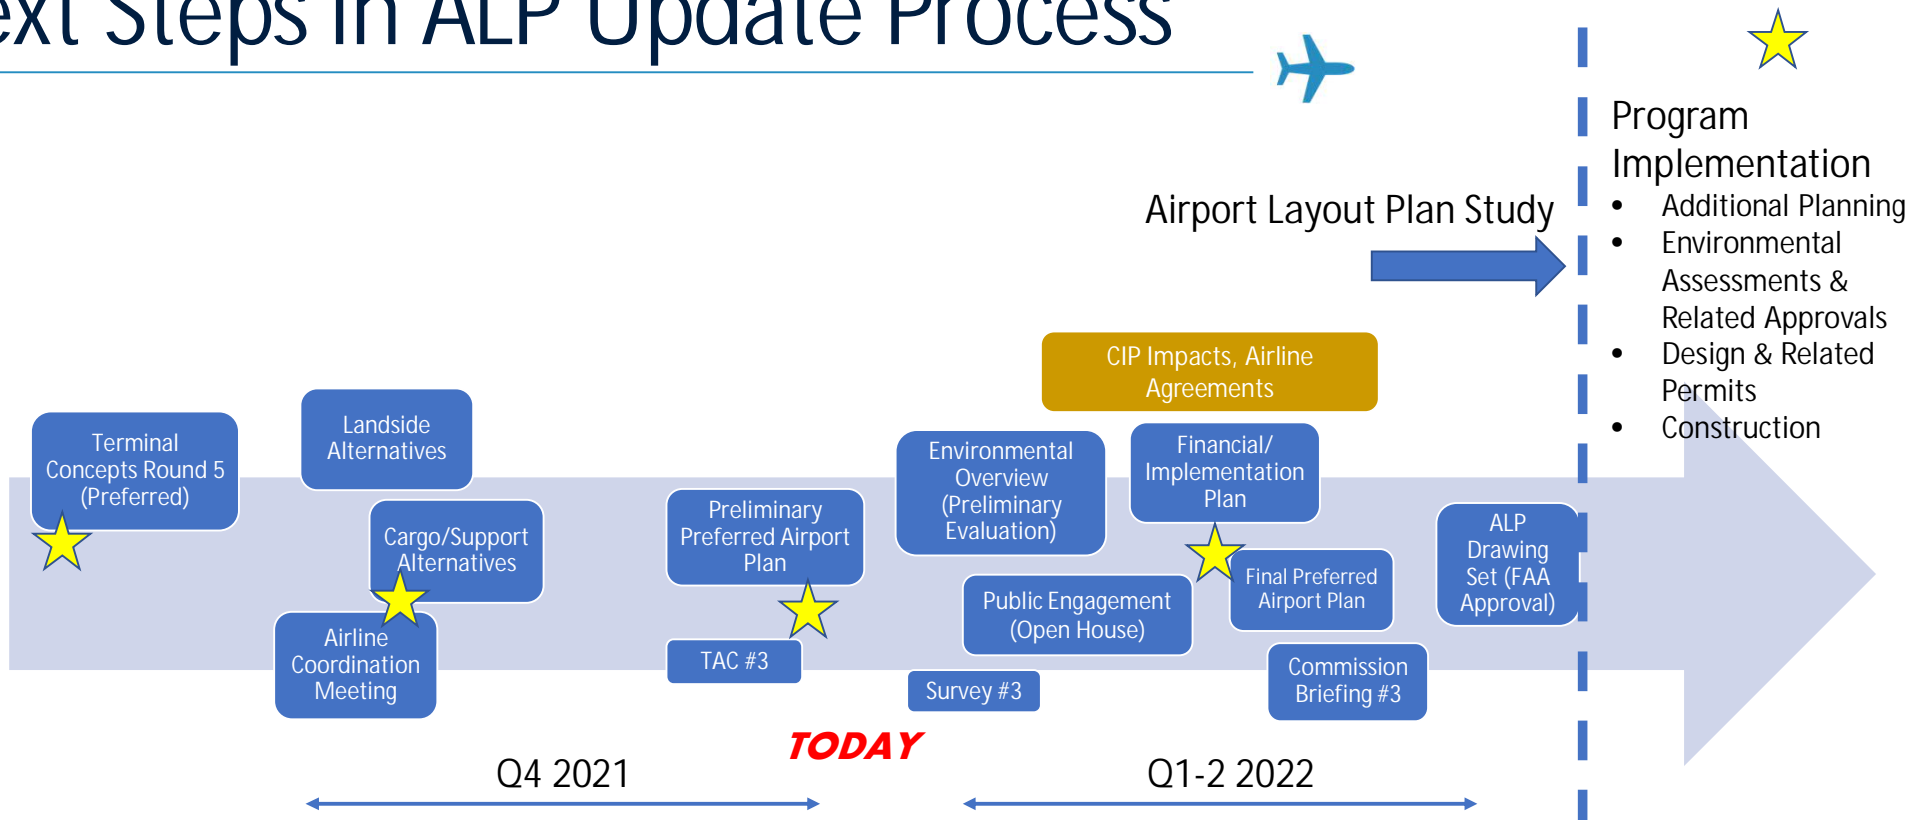 ext Steps in ALP Update Process
Program
Implementation
• Additional Planning
• Environmental
Assessments &
Related Approvals
• Design & Related
Permits
• Construction
Airport Layout Plan Study
CIP Impacts, Airline
Agreements
Terminal
Concepts Round 5
(Preferred)
Landside
Alternatives
Cargo/Support
Alternatives
Airline
Coordination
Meeting
Preliminary
Preferred Airport
Plan
TAC #3
Environmental
Overview
(Preliminary
Evaluation)
Financial/
Implementation
Plan
Public Engagement
(Open House)
Final Preferred
Airport Plan
Survey #3
Commission
Briefing #3
ALP
Drawing
Set (FAA
Approval)
TODAY
Q4 2021
Q1-2 2022